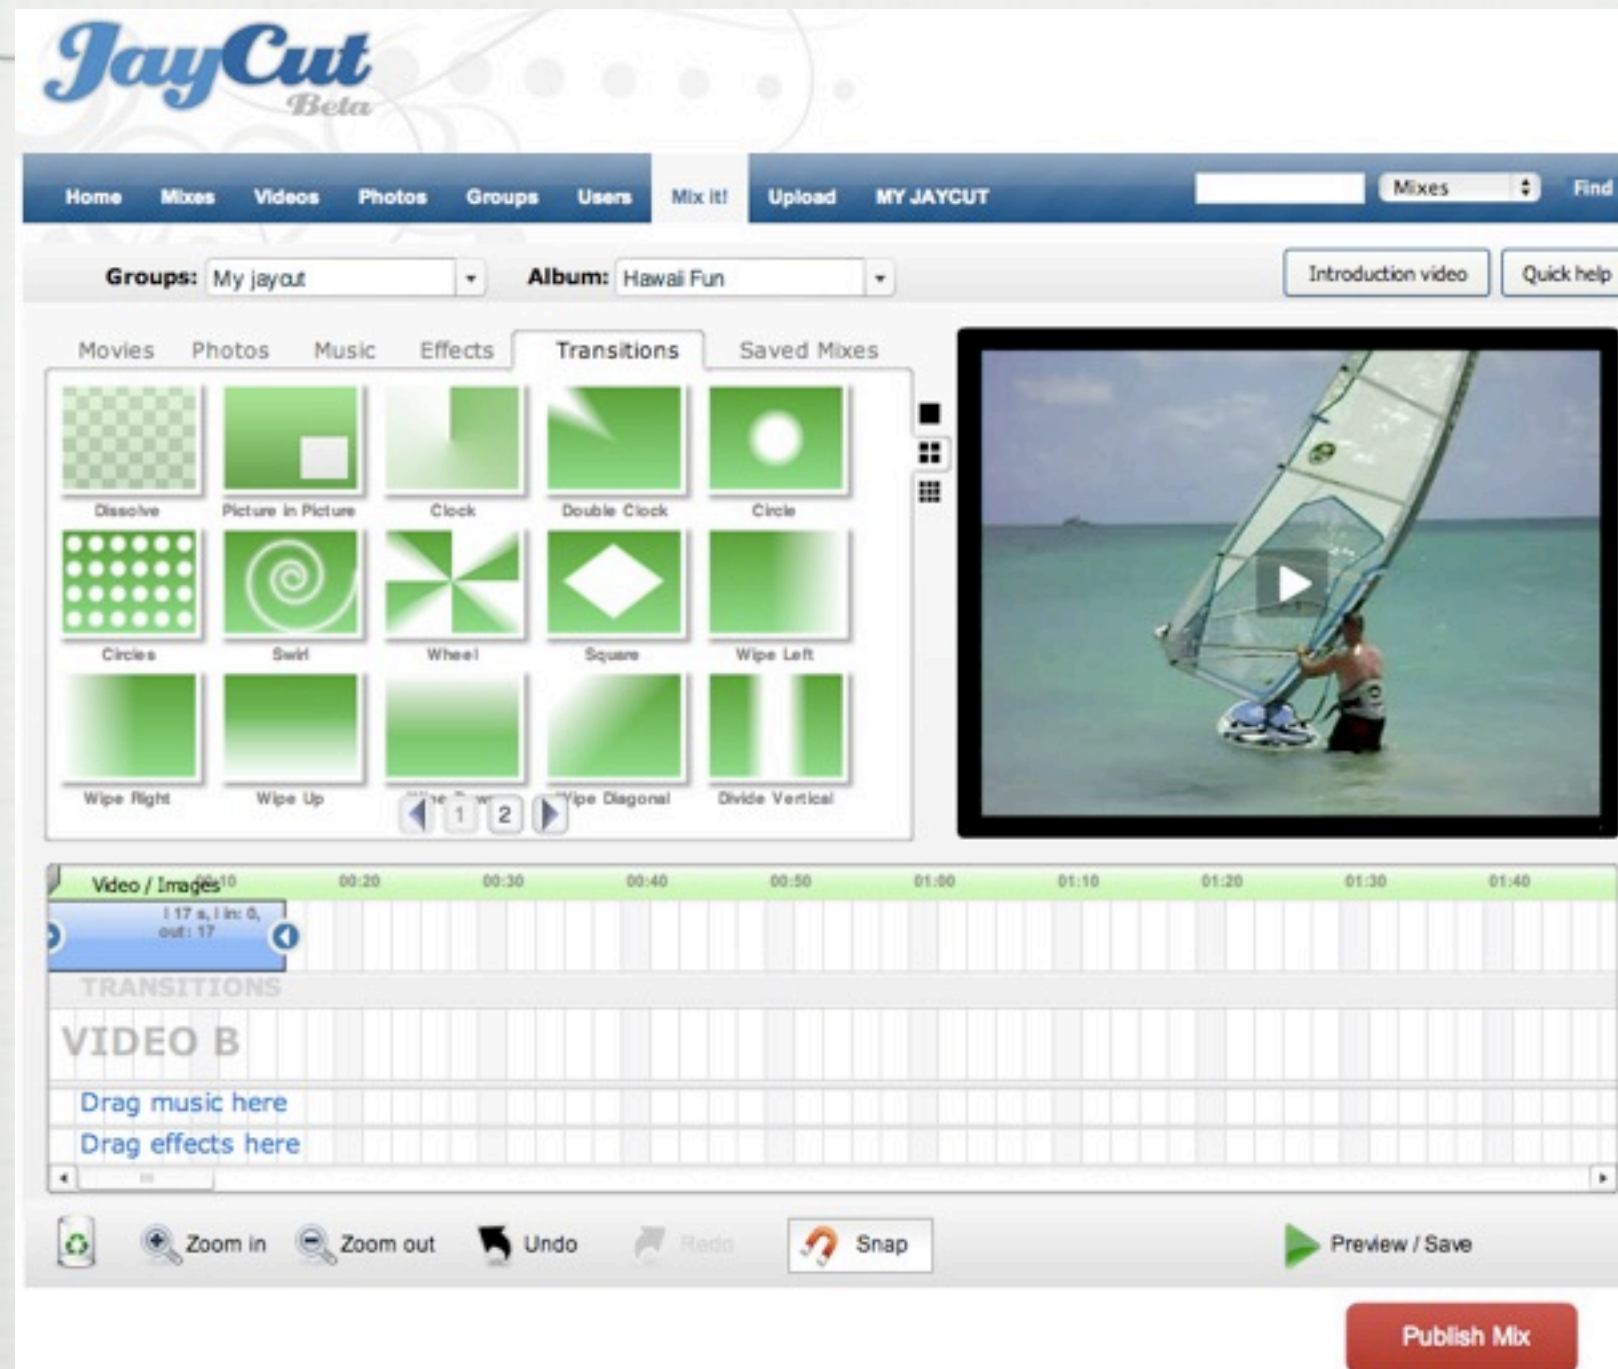 JayCut
Beta
Home Mixes Videos Photos Groups Users Mix it! Upload MY JAYCUT Mixes Find
Groups: My jaycut Album: Hawaii Fun Introduction video Quick help
Movies Photos Music Effects Transitions Saved Mixes
Dissolve Picture in Picture Clock Double Clock Circle
Circles Swirl Wheel Square Wipe Left
Wipe Right Wipe Up Wipe Diagonal Divide Vertical
1 2
Video / Images 00:20 00:30 00:40 00:50 01:00 01:10 01:20 01:30 01:40
17 s, in: 0,
out: 17
TRANSITIONS
VIDEO B
Drag music here
Drag effects here
Zoom in Zoom out Undo Redo Snap Preview / Save
Publish Mix